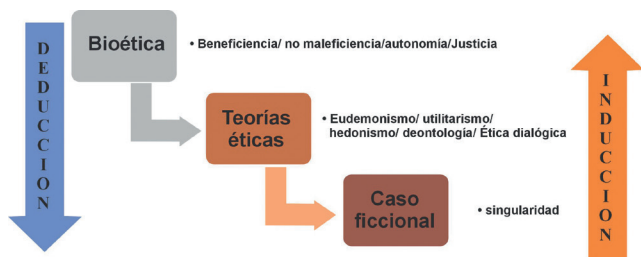 DEDUCCION
Bioética
• Beneficiencia/ no maleficiencia/autonomía/Justicia
Teorías
éticas
• Eudemonismo/ utilitarismo/
hedonismo/ deontología/ Ética dialógica
Caso
ficcional
• singularidad
INDUCCION